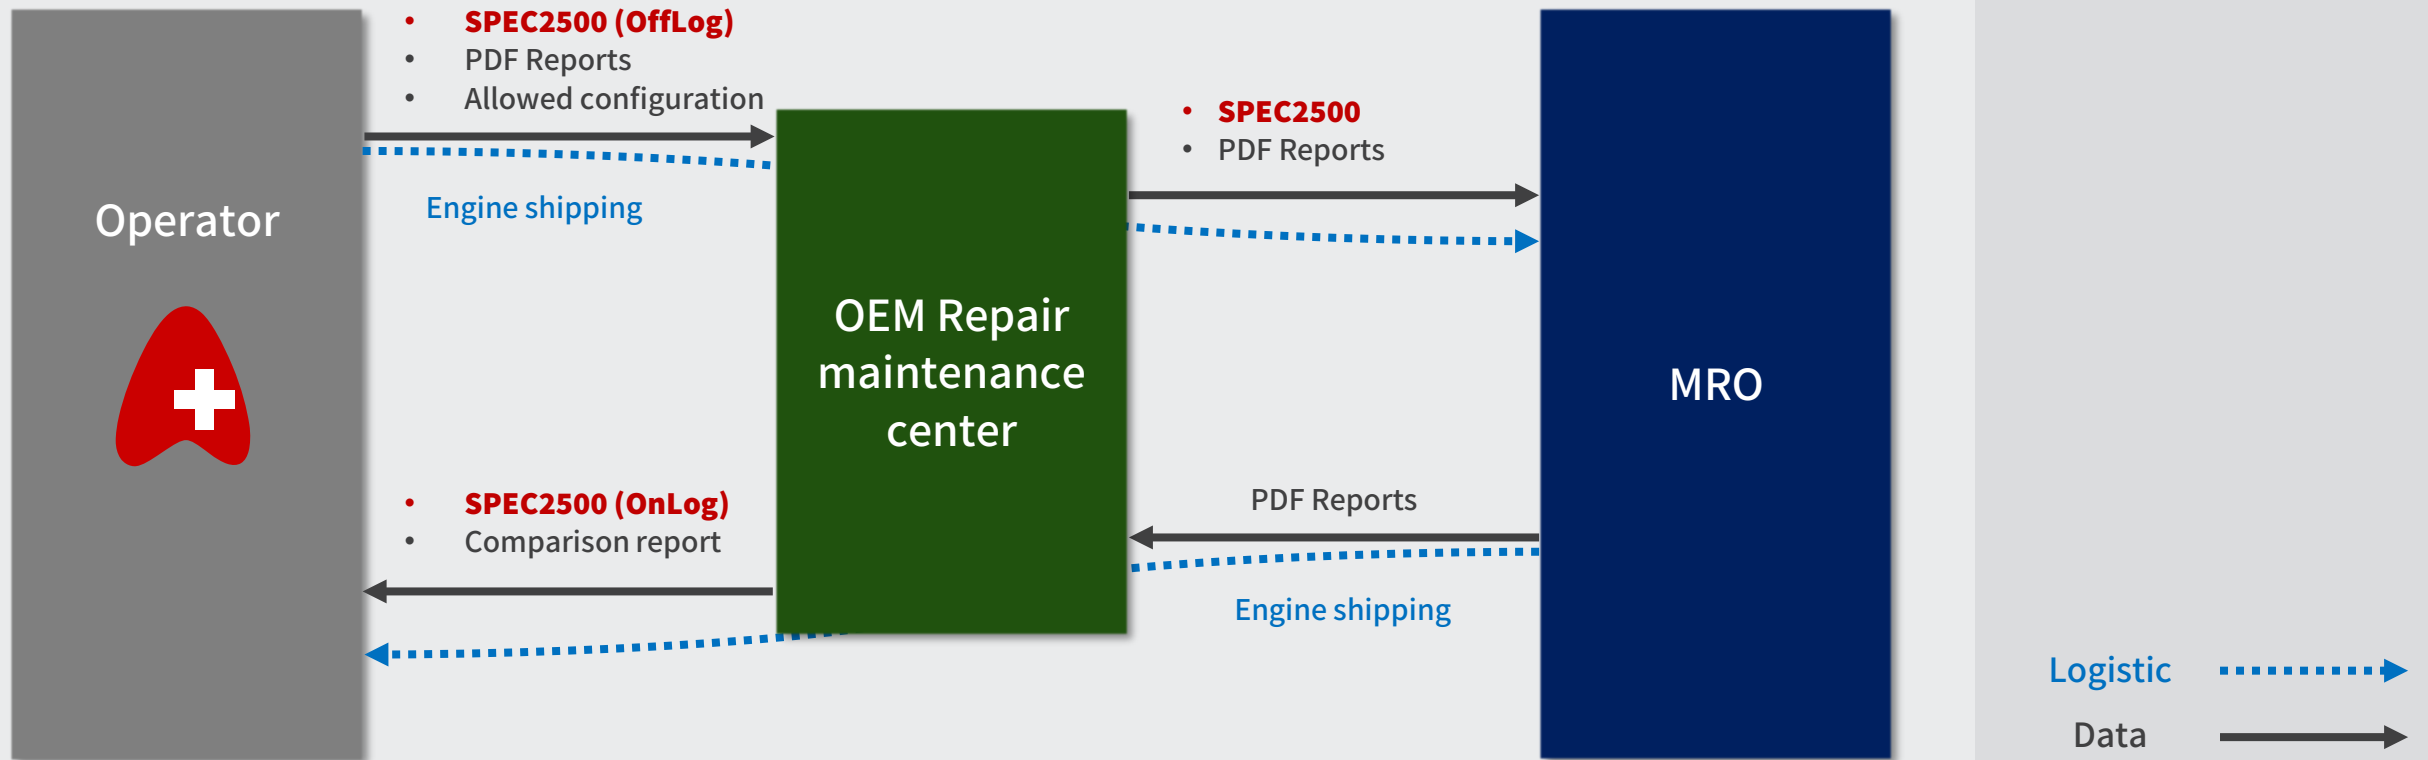 • SPEC2500 (OffLog)
• PDF Reports
• Allowed configuration
Engine shipping
Operator
• SPEC2500
• PDF Reports
OEM Repair
maintenance
center
MRO
• SPEC2500 (OnLog)
• Comparison report
PDF Reports
Engine shipping
Logistic
Data